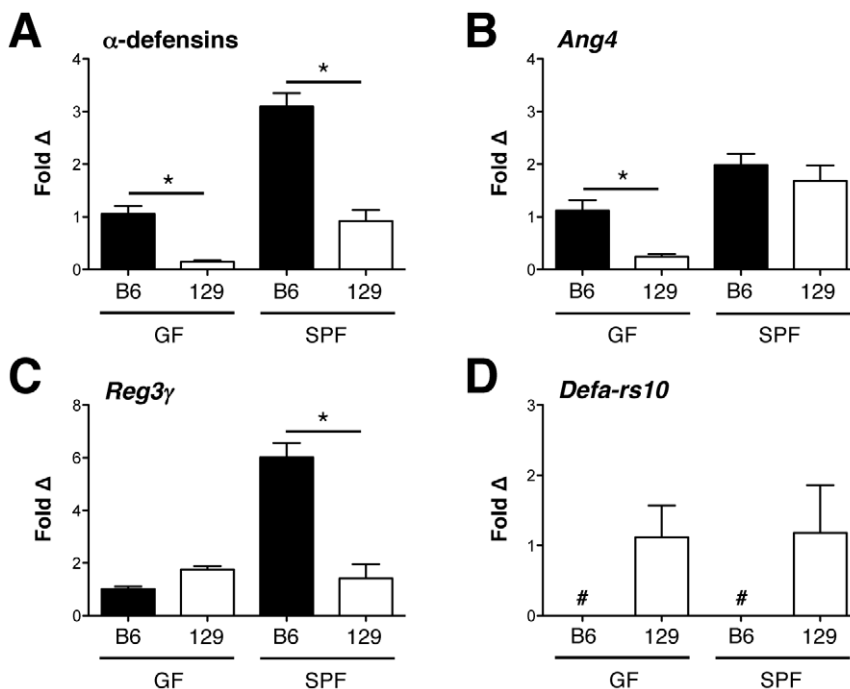 A α-defensins
4
3
2
1
0
Fold Δ
*
*
B6 129 B6 129
GF SPF
B Ang4
4
3
2
1
0
Fold Δ
*
B6 129 B6 129
GF SPF
C Reg3γ
8
6
4
2
0
Fold Δ
*
B6 129 B6 129
GF SPF
D Defa-rs10
3
2
1
0
Fold Δ
# #
B6 129 B6 129
GF SPF